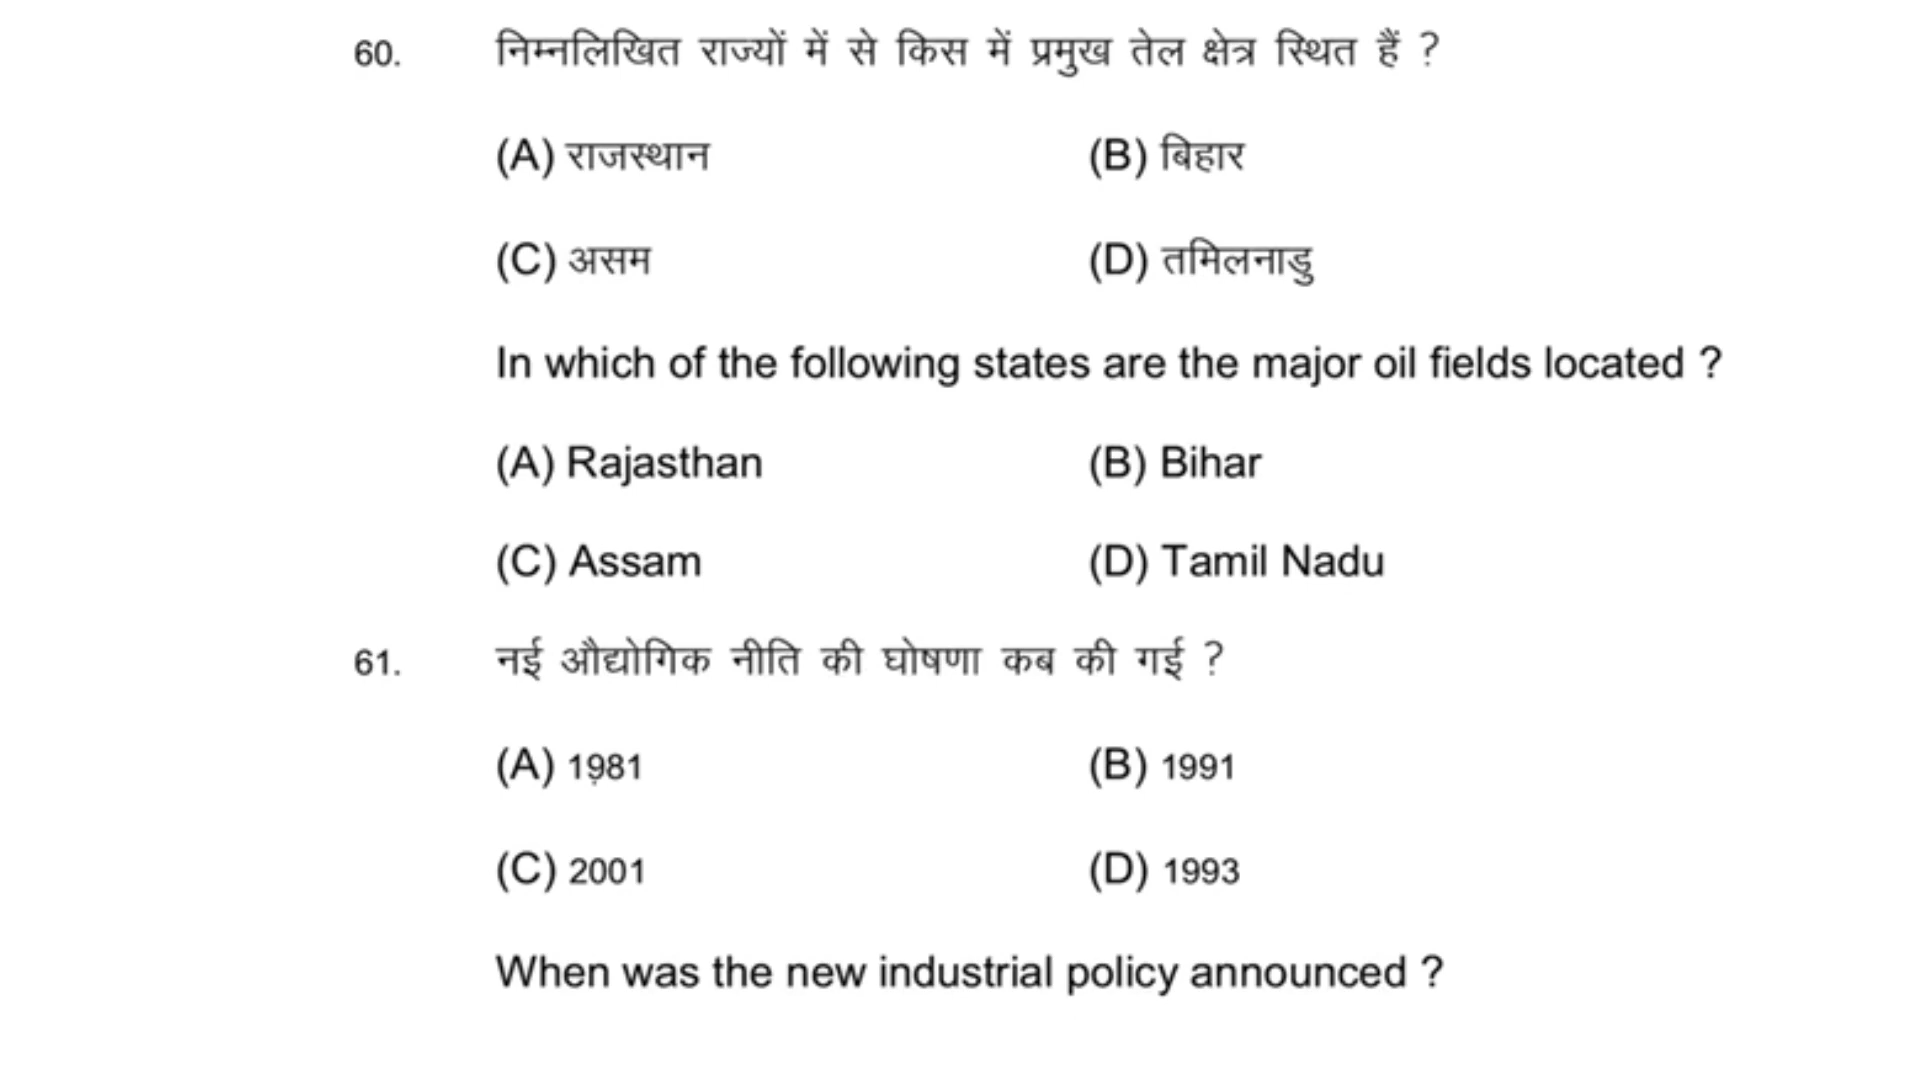 60. निम्नलिखित राज्यों में से किस में प्रमुख तेल क्षेत्र स्थित हैं ?
(A) राजस्थान (B) बिहार
(C) असम (D) तमिलनाडु
In which of the following states are the major oil fields located ?
(A) Rajasthan (B) Bihar
(C) Assam (D) Tamil Nadu
61. नई औद्योगिक नीति की घोषणा कब की गई ?
(A) 1981 (B) 1991
(C) 2001 (D) 1993
When was the new industrial policy announced ?